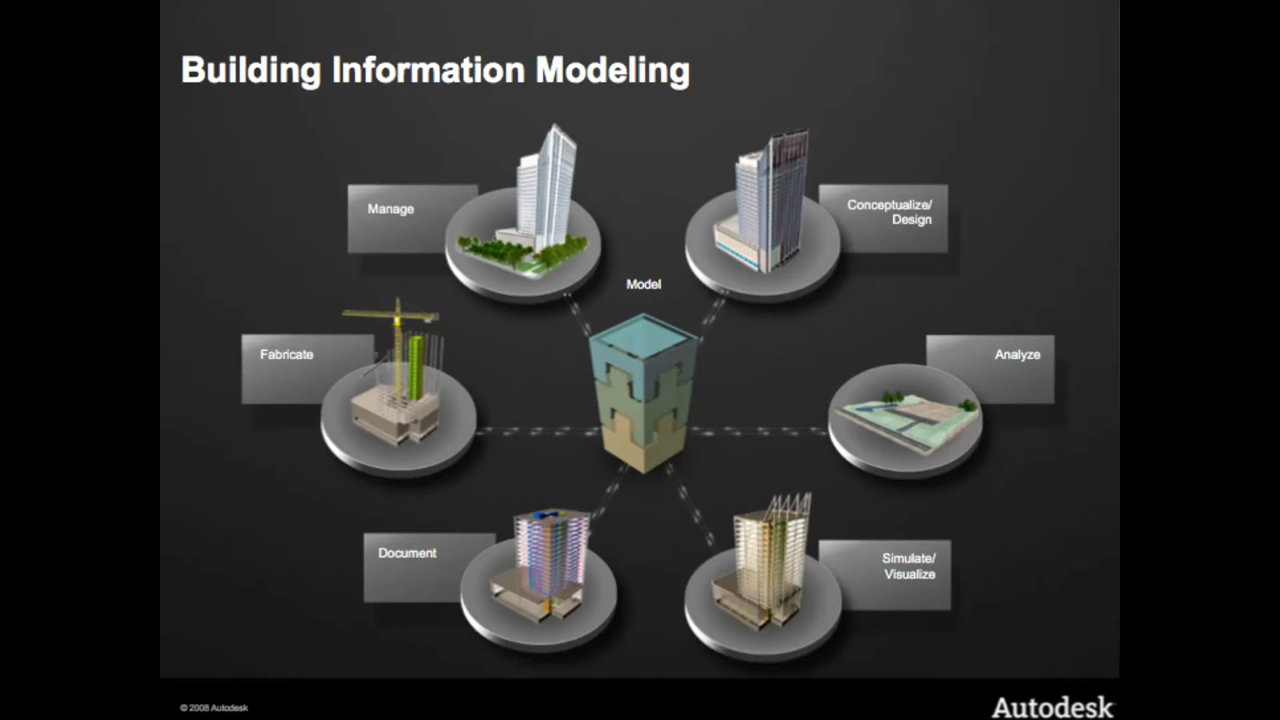 Building Information Modeling
Manage
Conceptualize/
Design
Model
Fabricate
Analyze
Document
Simulate/
Visualize
© 2008 Autodesk
Autodesk